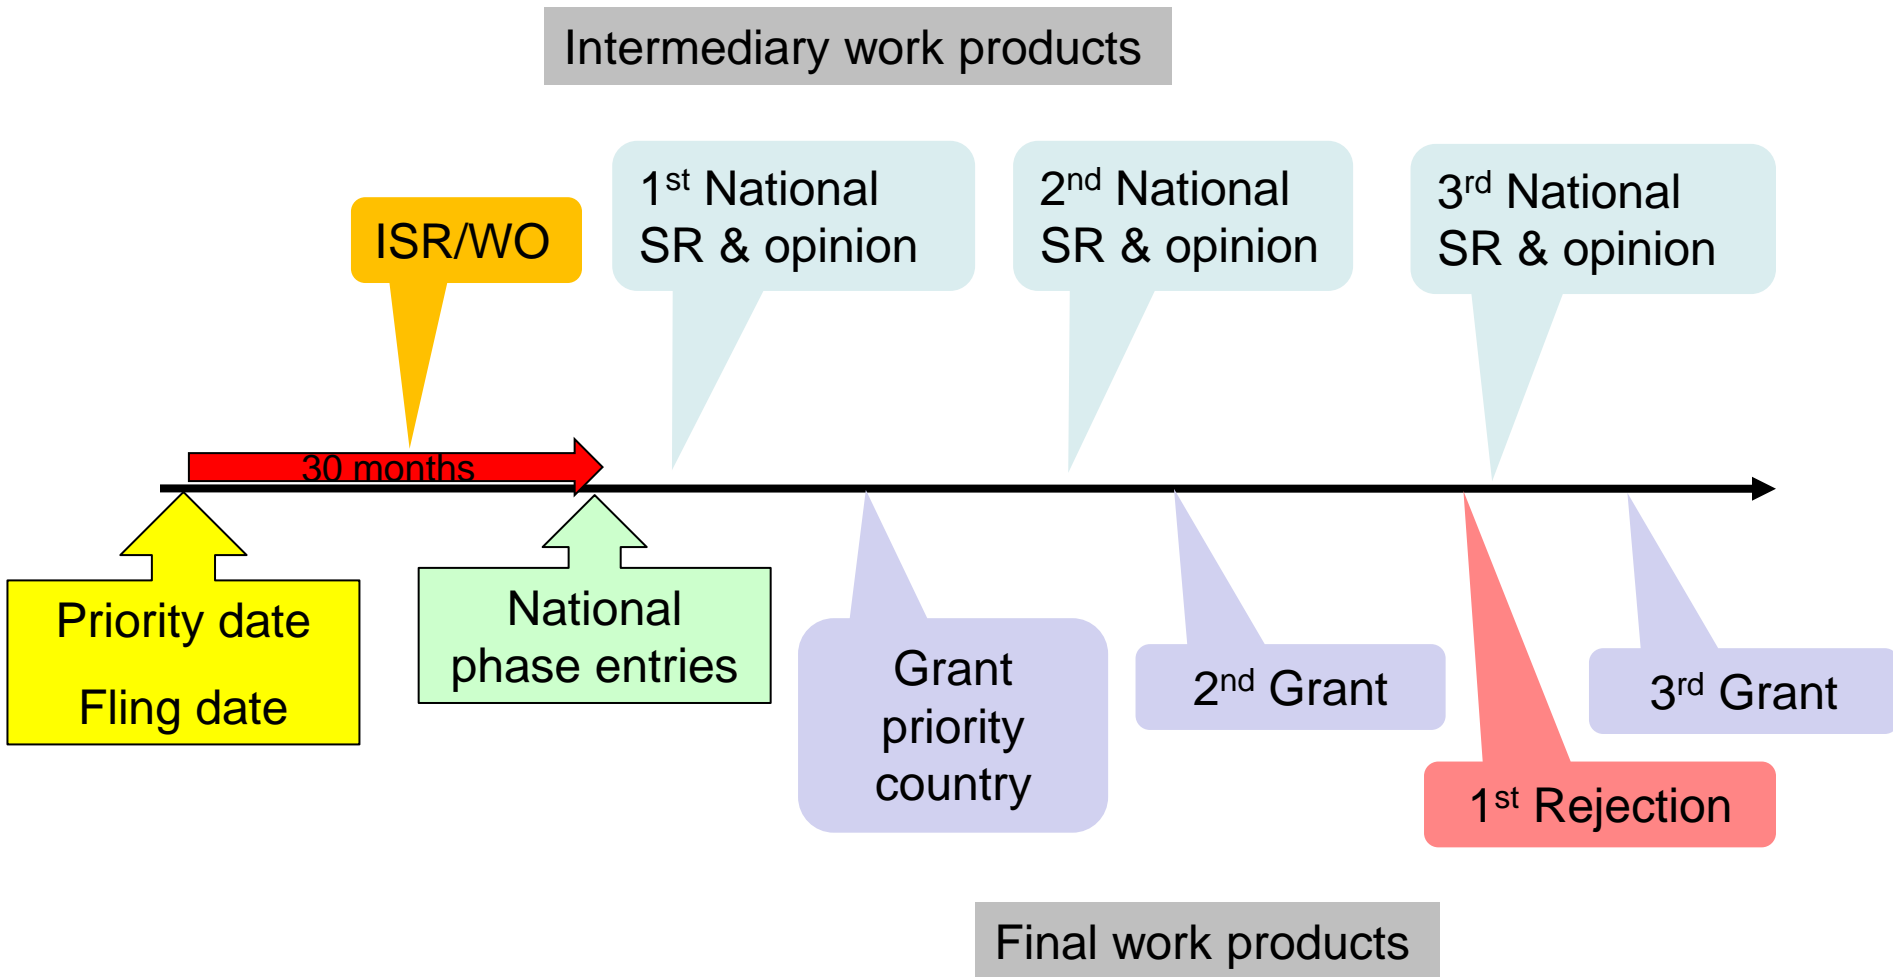 Intermediary work products
1st National
SR & opinion
2nd National
SR & opinion
3rd National
SR & opinion
ISR/WO
30 months
Priority date
Fling date
National
phase entries
Grant
priority
country
2nd Grant
3rd Grant
1st Rejection
Final work products